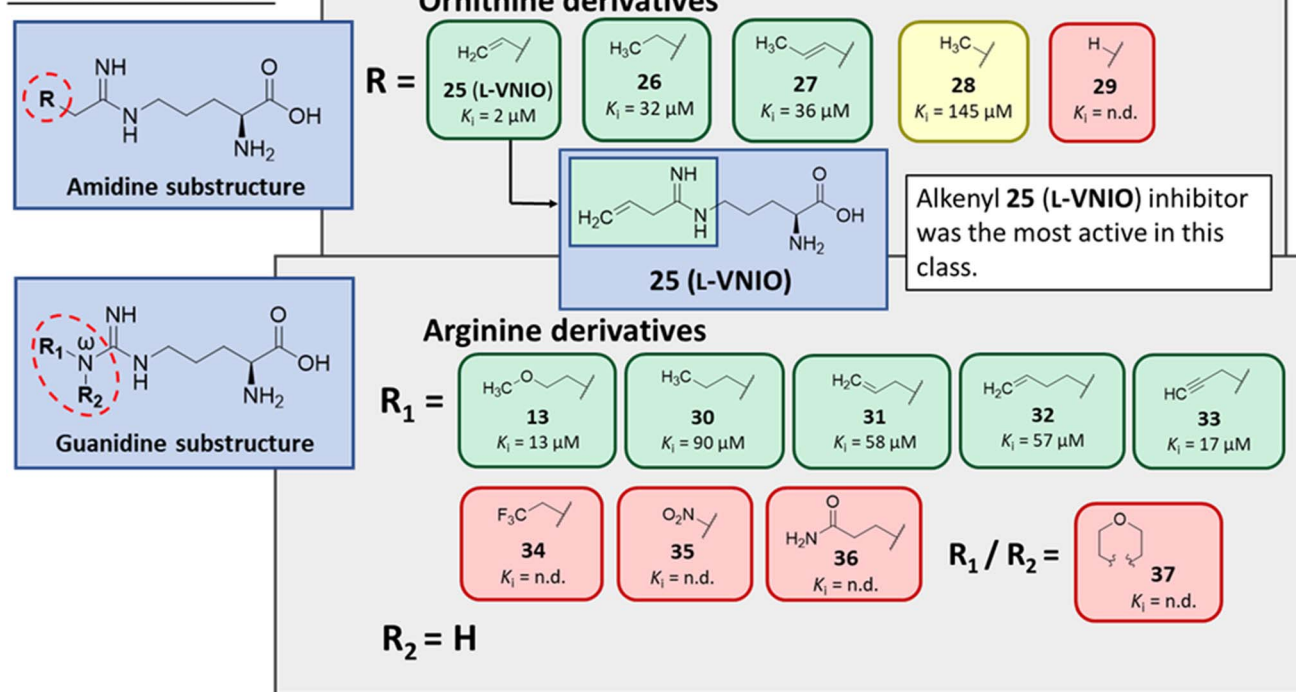 Ornithine derivatives
NH
O
R
N
H
OH
NH₂
Amidine substructure
R =
H₂C
25 (L-VNIO)
Kᵢ = 2 μM
H₃C
26
Kᵢ = 32 μM
H₃C
27
Kᵢ = 36 μM
H₃C
28
Kᵢ = 145 μM
H
29
Kᵢ = n.d.
NH
O
H₂C
N
H
OH
NH₂
25 (L-VNIO)
Alkenyl 25 (L-VNIO) inhibitor
was the most active in this
class.
NH
O
R₁
ω
N
R₂
N
H
OH
NH₂
Guanidine substructure
Arginine derivatives
R₁ =
H₃C
O
13
Kᵢ = 13 μM
H₃C
30
Kᵢ = 90 μM
H₂C
31
Kᵢ = 58 μM
H₂C
32
Kᵢ = 57 μM
HC
33
Kᵢ = 17 μM
F₃C
34
Kᵢ = n.d.
O₂N
35
Kᵢ = n.d.
O
H₂N
36
Kᵢ = n.d.
R₁ / R₂ =
O
37
Kᵢ = n.d.
R₂ = H